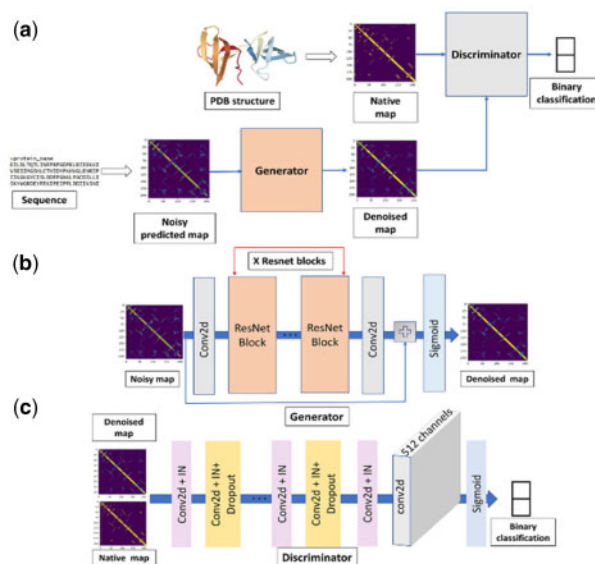 (a)
PDB structure
Native
map
Discriminator
Binary
classification
Sequence
Noisy
predicted map
Generator
Denoised
map
(b)
X Resnet blocks
Noisy map
Conv2d
ResNet
Block
...
ResNet
Block
Conv2d
Sigmoid
Denoised map
Generator
(c)
Denoised
map
Native map
Conv2d + IN
Conv2d + IN+
Dropout
...
Conv2d + IN
Conv2d + IN+
Dropout
Conv2d + IN
conv2d
512 channels
Sigmoid
Binary
classification
Discriminator